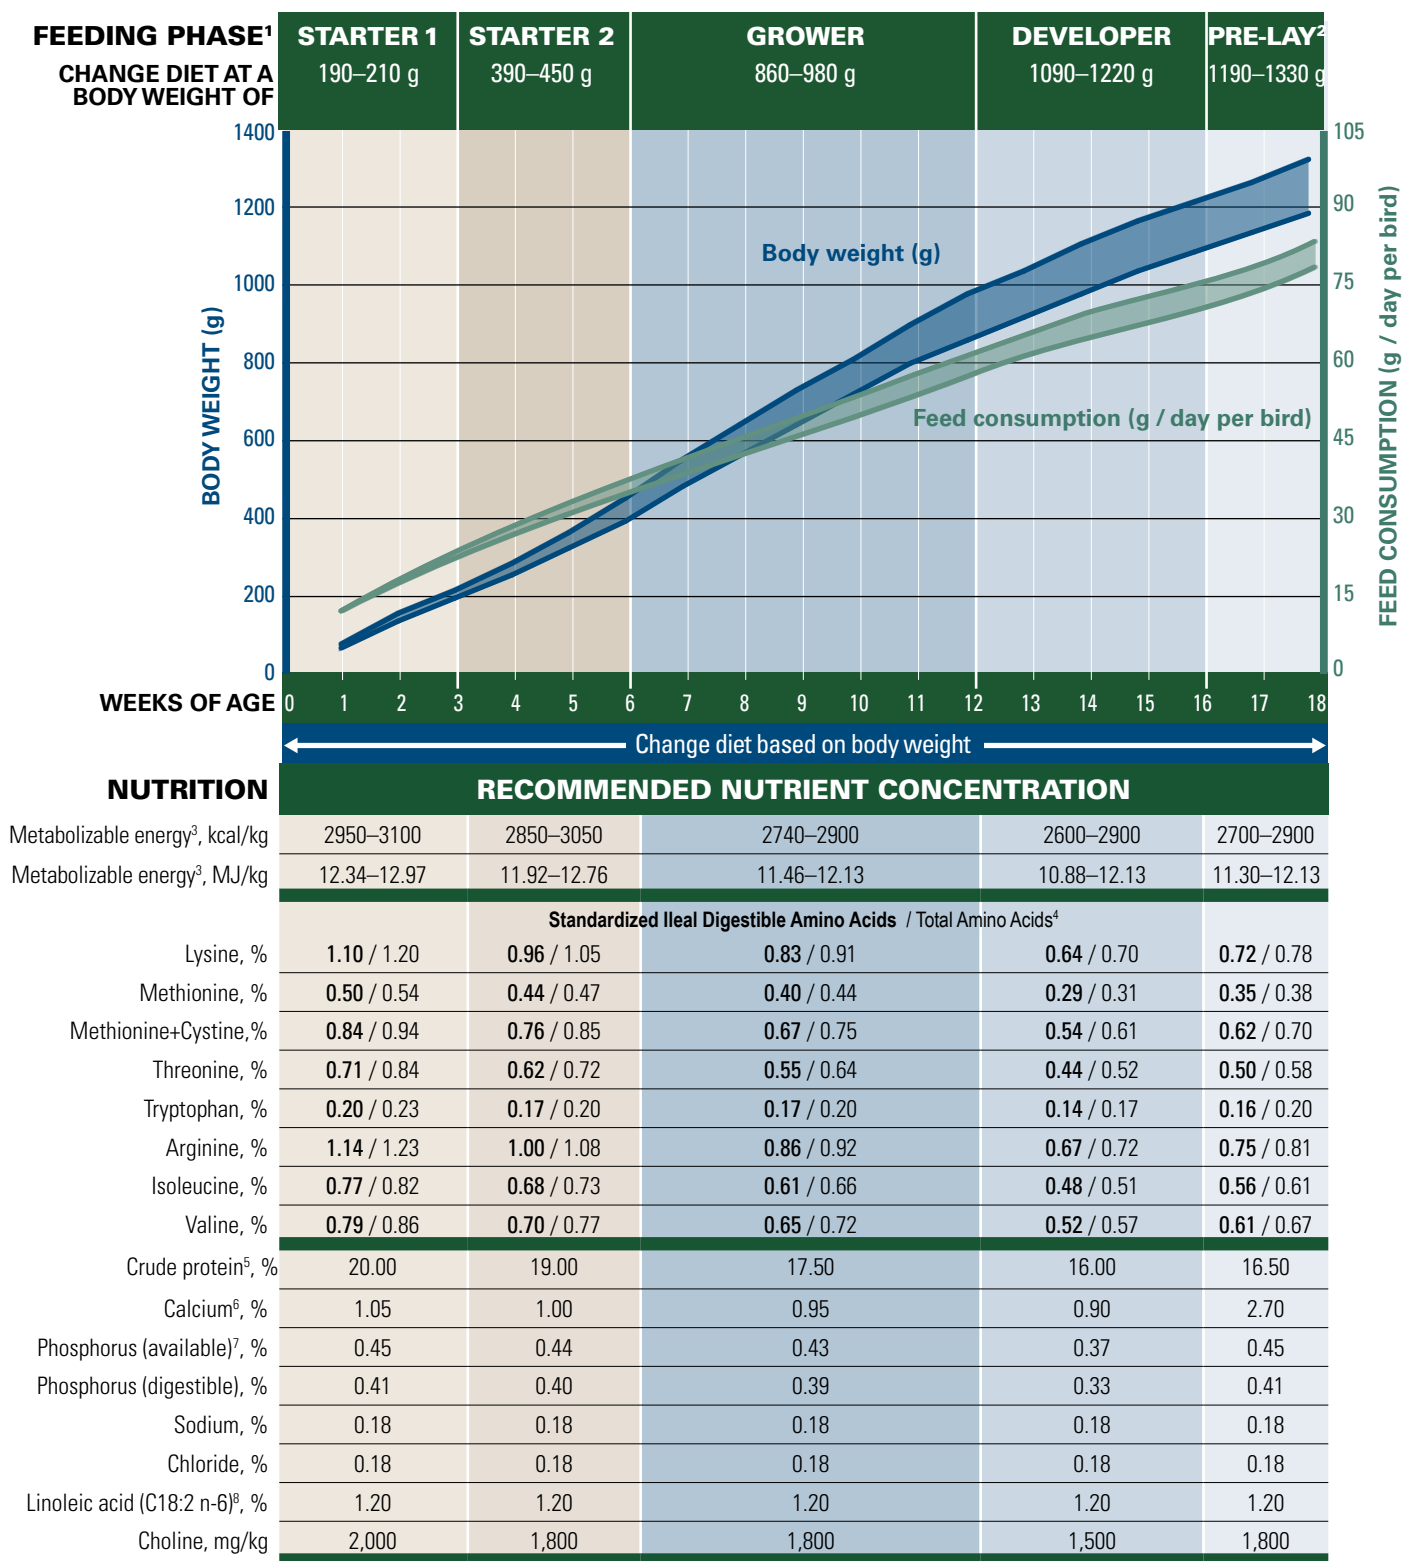 FEEDING PHASE¹ STARTER 1 STARTER 2 GROWER DEVELOPER PRE-LAY²
CHANGE DIET AT A BODY WEIGHT OF 190–210 g 390–450 g 860–980 g 1090–1220 g 1190–1330 g
1400 105
1200 90
Body weight (g)
1000 75
800 60
Feed consumption (g / day per bird)
600 45
400 30
200 15
0 0
BODY WEIGHT (g)
FEED CONSUMPTION (g / day per bird)
WEEKS OF AGE 0 1 2 3 4 5 6 7 8 9 10 11 12 13 14 15 16 17 18
Change diet based on body weight
NUTRITION RECOMMENDED NUTRIENT CONCENTRATION
Metabolizable energy³, kcal/kg 2950–3100 2850–3050 2740–2900 2600–2900 2700–2900
Metabolizable energy³, MJ/kg 12.34–12.97 11.92–12.76 11.46–12.13 10.88–12.13 11.30–12.13
Standardized Ileal Digestible Amino Acids / Total Amino Acids⁴
Lysine, % 1.10 / 1.20 0.96 / 1.05 0.83 / 0.91 0.64 / 0.70 0.72 / 0.78
Methionine, % 0.50 / 0.54 0.44 / 0.47 0.40 / 0.44 0.29 / 0.31 0.35 / 0.38
Methionine+Cystine,% 0.84 / 0.94 0.76 / 0.85 0.67 / 0.75 0.54 / 0.61 0.62 / 0.70
Threonine, % 0.71 / 0.84 0.62 / 0.72 0.55 / 0.64 0.44 / 0.52 0.50 / 0.58
Tryptophan, % 0.20 / 0.23 0.17 / 0.20 0.17 / 0.20 0.14 / 0.17 0.16 / 0.20
Arginine, % 1.14 / 1.23 1.00 / 1.08 0.86 / 0.92 0.67 / 0.72 0.75 / 0.81
Isoleucine, % 0.77 / 0.82 0.68 / 0.73 0.61 / 0.66 0.48 / 0.51 0.56 / 0.61
Valine, % 0.79 / 0.86 0.70 / 0.77 0.65 / 0.72 0.52 / 0.57 0.61 / 0.67
Crude protein⁵, % 20.00 19.00 17.50 16.00 16.50
Calcium⁶, % 1.05 1.00 0.95 0.90 2.70
Phosphorus (available)⁷, % 0.45 0.44 0.43 0.37 0.45
Phosphorus (digestible), % 0.41 0.40 0.39 0.33 0.41
Sodium, % 0.18 0.18 0.18 0.18 0.18
Chloride, % 0.18 0.18 0.18 0.18 0.18
Linoleic acid (C18:2 n-6)⁸, % 1.20 1.20 1.20 1.20 1.20
Choline, mg/kg 2,000 1,800 1,800 1,500 1,800